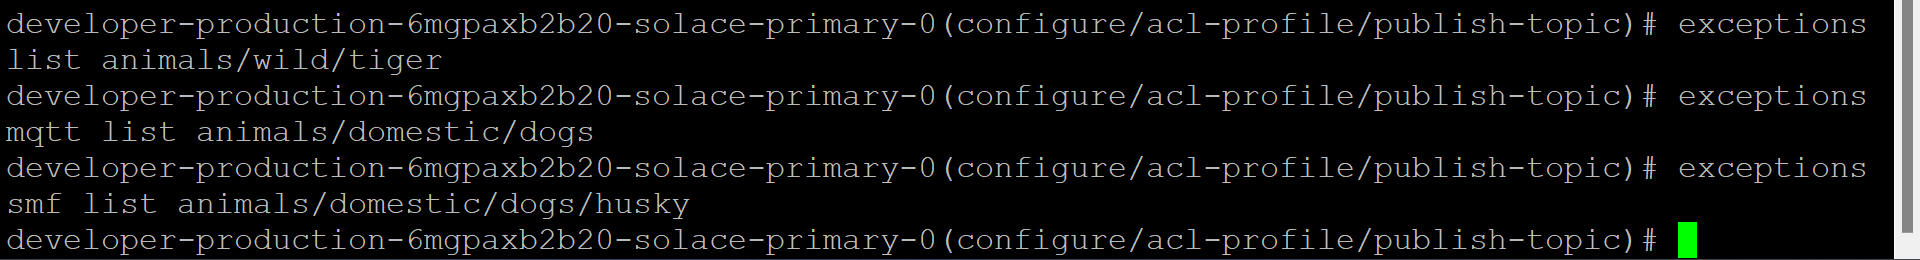 developer-production-6mgpaxb2b20-solace-primary-0(configure/acl-profile/publish-topic)# exceptions
list animals/wild/tiger
developer-production-6mgpaxb2b20-solace-primary-0(configure/acl-profile/publish-topic)# exceptions
mqtt list animals/domestic/dogs
developer-production-6mgpaxb2b20-solace-primary-0(configure/acl-profile/publish-topic)# exceptions
smf list animals/domestic/dogs/husky
developer-production-6mgpaxb2b20-solace-primary-0(configure/acl-profile/publish-topic)#